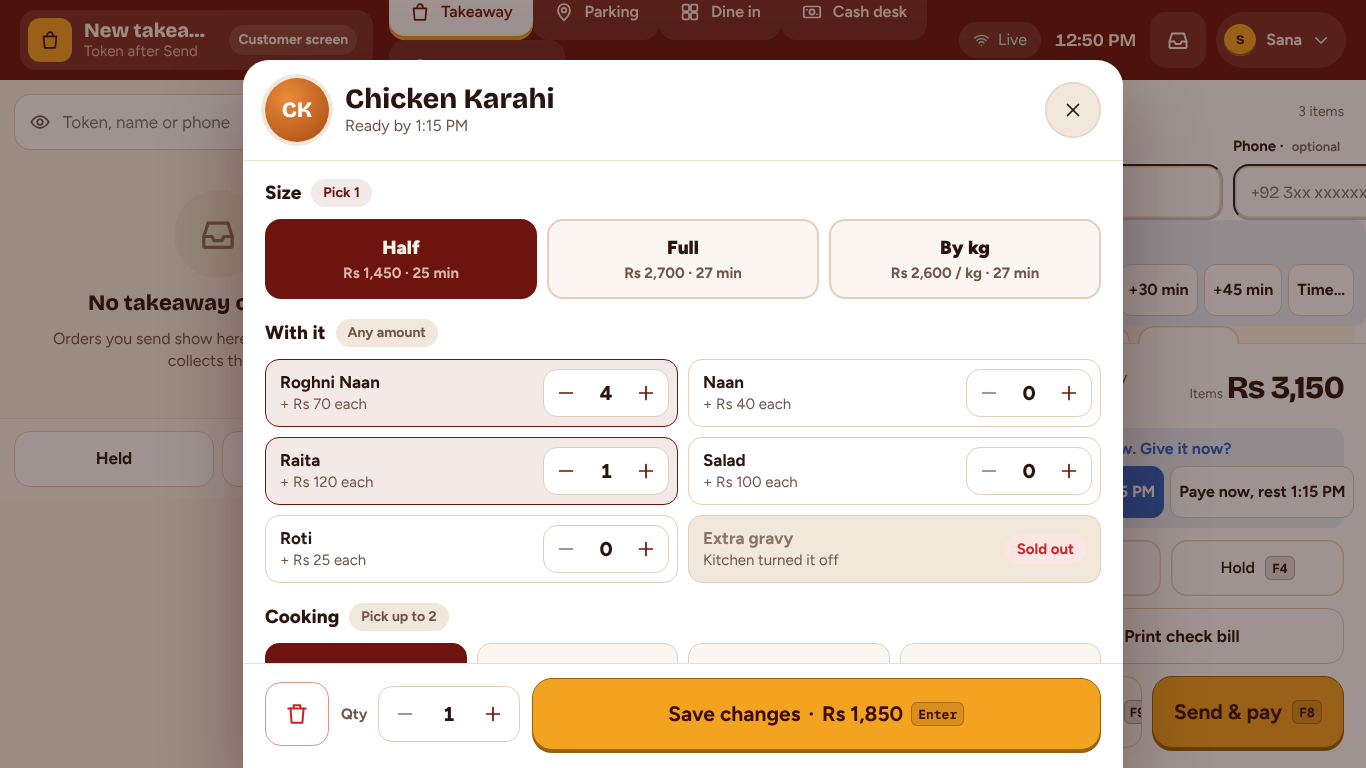 New takea...
Token after Send
Customer screen
Takeaway
Parking
Dine in
Cash desk
Live
12:50 PM
S
Sana
Token, name or phone
No takeaway
Orders you send show here
collects th
Held
CK
Chicken Karahi
Ready by 1:15 PM
Size
Pick 1
Half
Rs 1,450 · 25 min
Full
Rs 2,700 · 27 min
By kg
Rs 2,600 / kg · 27 min
With it
Any amount
Roghni Naan
+ Rs 70 each
4
Naan
+ Rs 40 each
0
Raita
+ Rs 120 each
1
Salad
+ Rs 100 each
0
Roti
+ Rs 25 each
0
Extra gravy
Kitchen turned it off
Sold out
Cooking
Pick up to 2
Qty
1
Save changes · Rs 1,850
Enter
3 items
Phone · optional
+92 3xx xxxxxx
+30 min
+45 min
Time...
Items Rs 3,150
w. Give it now?
5 PM
Paye now, rest 1:15 PM
Hold F4
Print check bill
F9
Send & pay F8